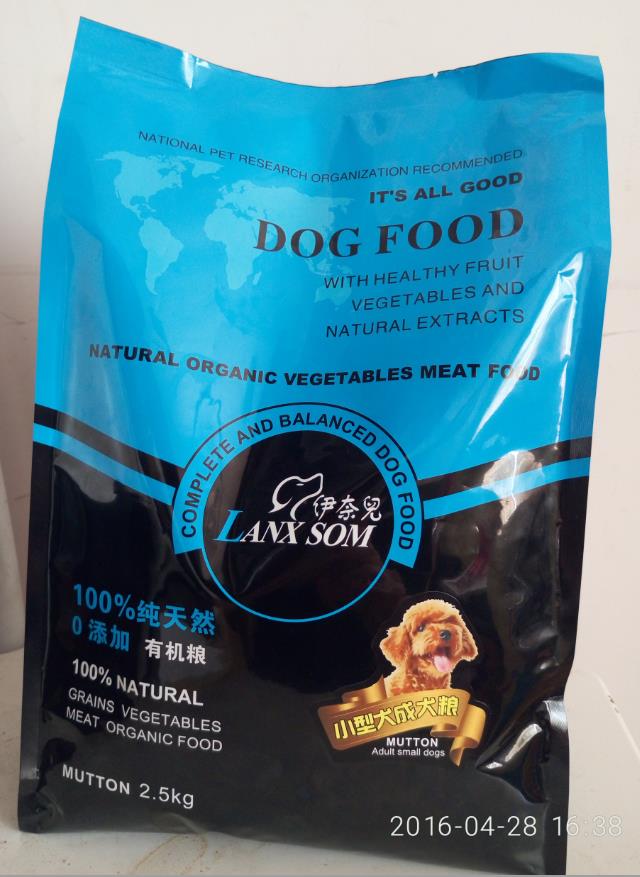 NATIONAL PET RESEARCH ORGANIZATION RECOMMENDED
IT'S ALL GOOD
DOG FOOD
WITH HEALTHY FRUIT
VEGETABLES AND
NATURAL EXTRACTS
NATURAL ORGANIC VEGETABLES MEAT FOOD
COMPLETE AND BALANCED DOG FOOD
伊奈儿
LANX SOM
100%纯天然
0 添加 有机粮
100% NATURAL
GRAINS VEGETABLES
MEAT ORGANIC FOOD
小型犬成犬粮
MUTTON
Adult small dogs
MUTTON 2.5kg
2016-04-28 16:38